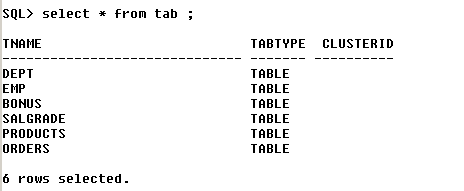 SQL> select * from tab ;
TNAME                          TABTYPE  CLUSTERID
------------------------------ ------- ----------
DEPT                           TABLE
EMP                            TABLE
BONUS                          TABLE
SALGRADE                       TABLE
PRODUCTS                       TABLE
ORDERS                         TABLE
6 rows selected.